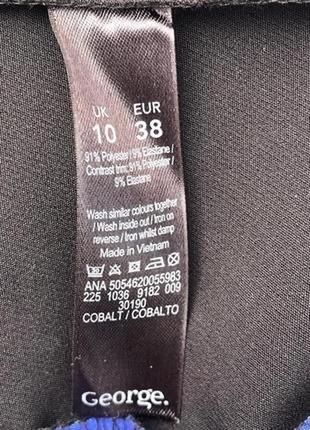 UK EUR
10 38
91% Polyester / 9% Elastane /
Contrast trim: 91% Polyester /
9% Elastane
Wash similar colours together
/ Wash inside out / Iron on
reverse / Iron whilst damp
Made in Vietnam
ANA 5054620055983
225 1036 9182 009
30190
COBALT / COBALTO
George.